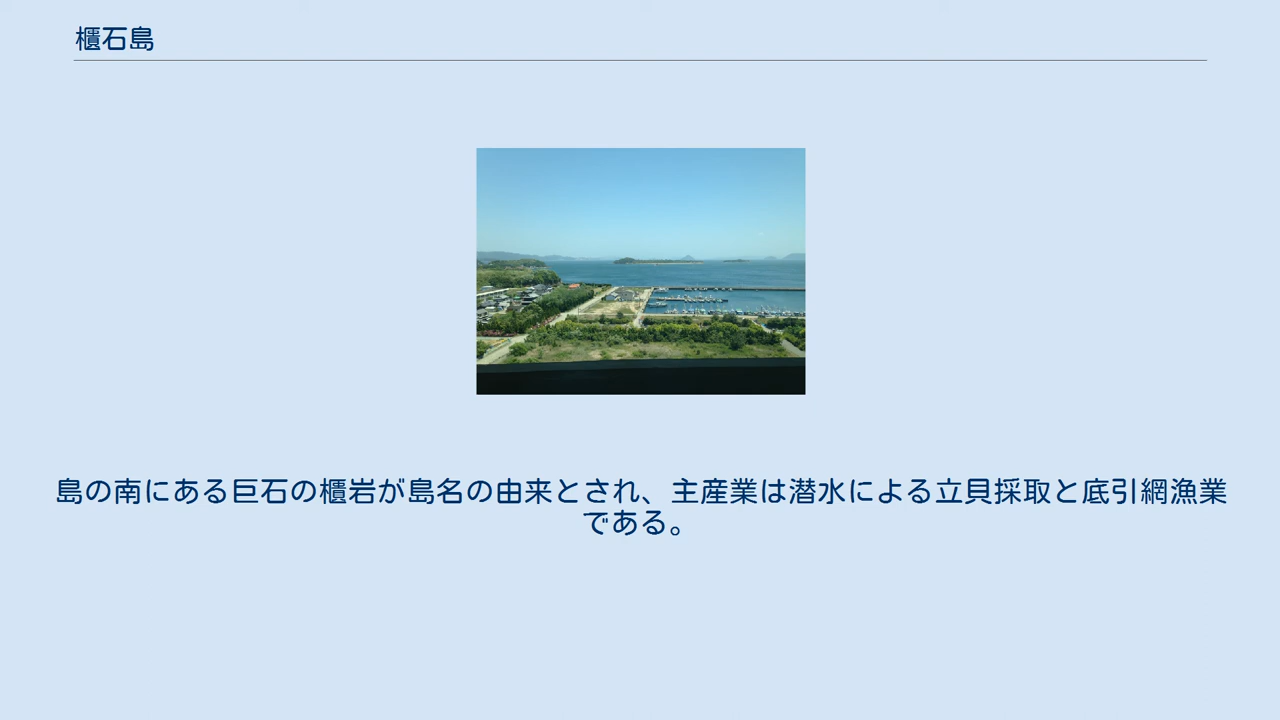 櫃石島
島の南にある巨石の櫃岩が島名の由来とされ、主産業は潜水による立貝採取と底引網漁業
である。